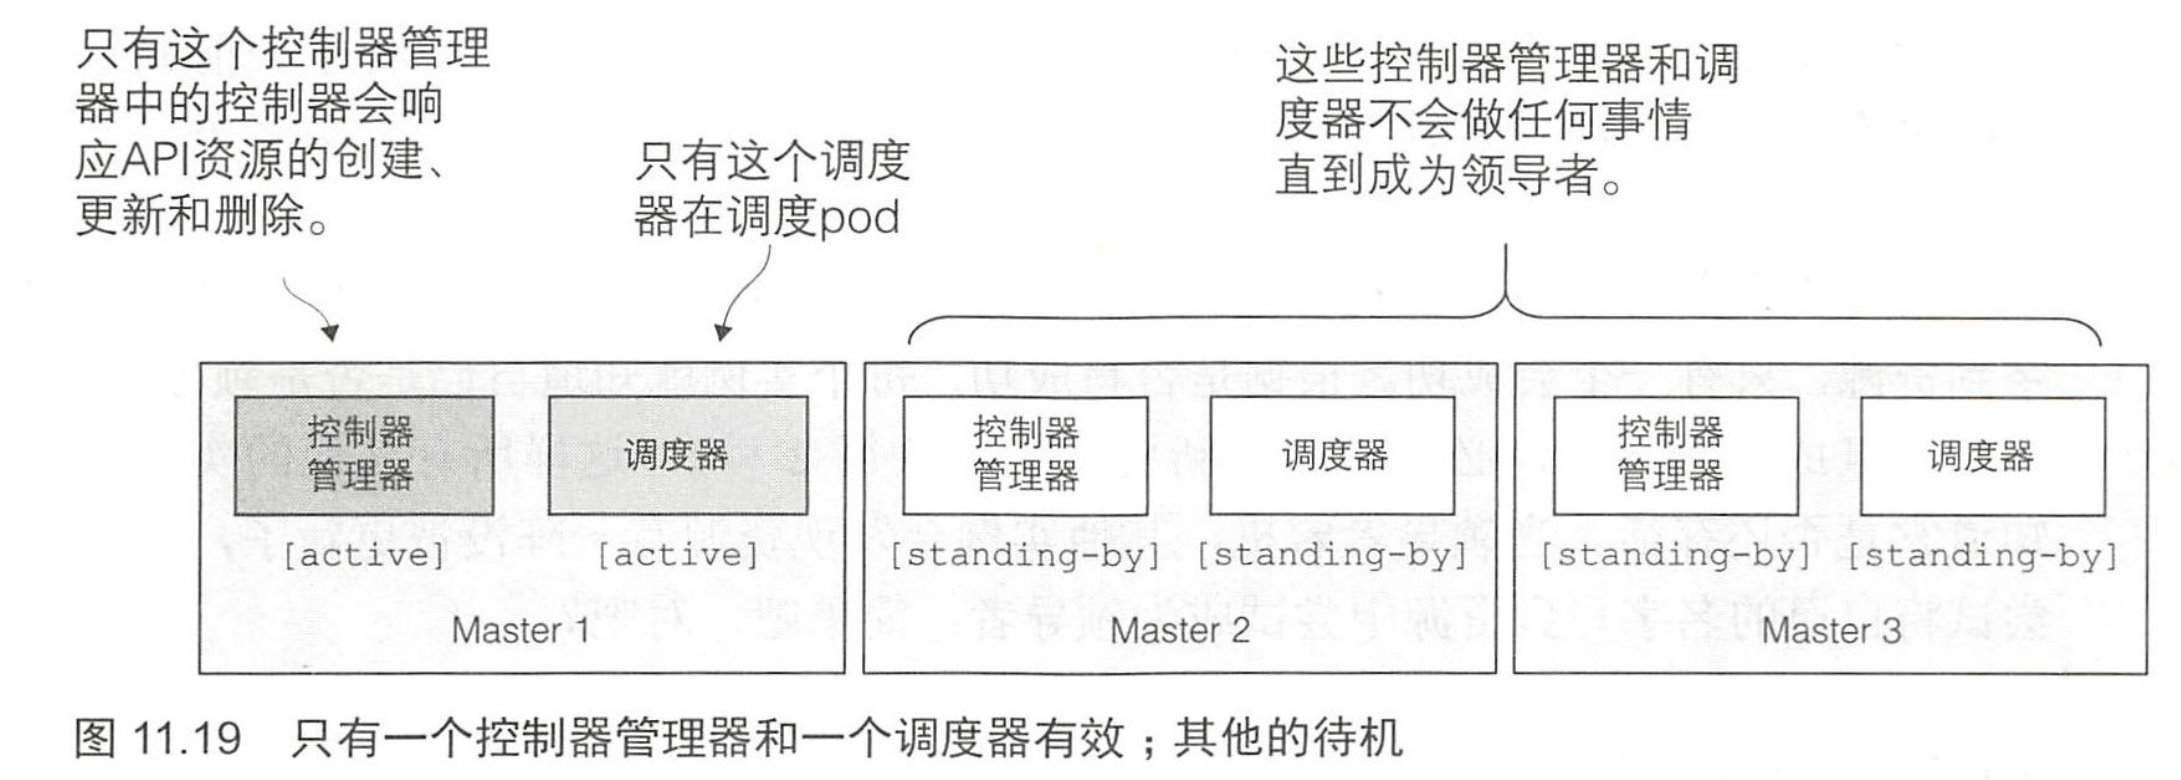 只有这个控制器管理
器中的控制器会响
应API资源的创建、
更新和删除。
只有这个调度
器在调度pod
这些控制器管理器和调
度器不会做任何事情
直到成为领导者。
控制器
管理器
调度器
控制器
管理器
调度器
控制器
管理器
调度器
[active]
[active]
[standing-by]
[standing-by]
[standing-by]
[standing-by]
Master 1
Master 2
Master 3
图 11.19 只有一个控制器管理器和一个调度器有效；其他的待机